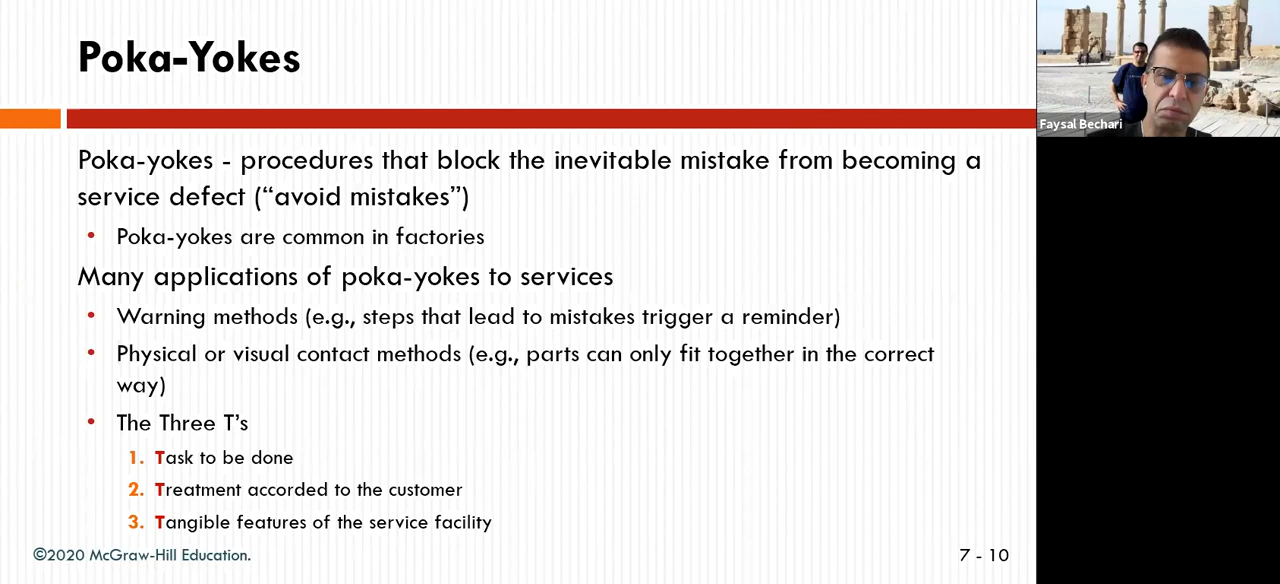 Poka-Yokes
Faysal Bechari
Poka-yokes - procedures that block the inevitable mistake from becoming a
service defect (“avoid mistakes”)
• Poka-yokes are common in factories
Many applications of poka-yokes to services
• Warning methods (e.g., steps that lead to mistakes trigger a reminder)
• Physical or visual contact methods (e.g., parts can only fit together in the correct
way)
• The Three T’s
1. Task to be done
2. Treatment accorded to the customer
3. Tangible features of the service facility
©2020 McGraw-Hill Education.
7 - 10